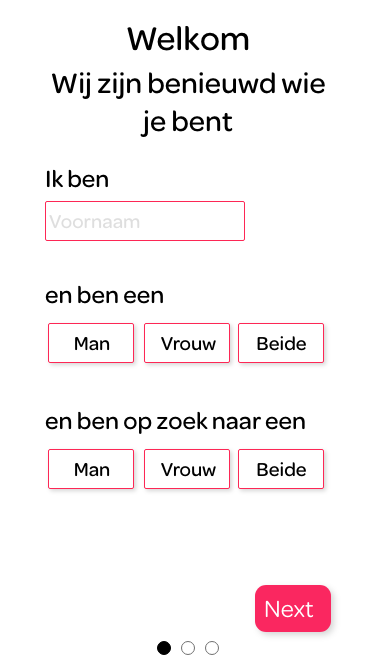 Welkom
Wij zijn benieuwd wie
je bent
Ik ben
Voornaam
en ben een
Man Vrouw Beide
en ben op zoek naar een
Man Vrouw Beide
Next